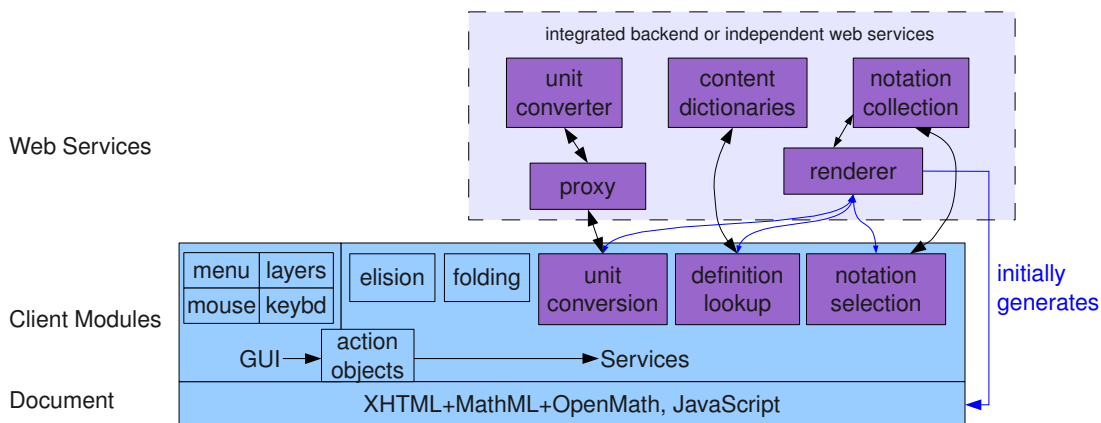 integrated backend or independent web services
unit
converter
content
dictionaries
notation
collection
Web Services
proxy
renderer
menu
layers
mouse
keybd
elision
folding
unit
conversion
definition
lookup
notation
selection
initially
generates
Client Modules
GUI
action
objects
Services
Document
XHTML+MathML+OpenMath, JavaScript